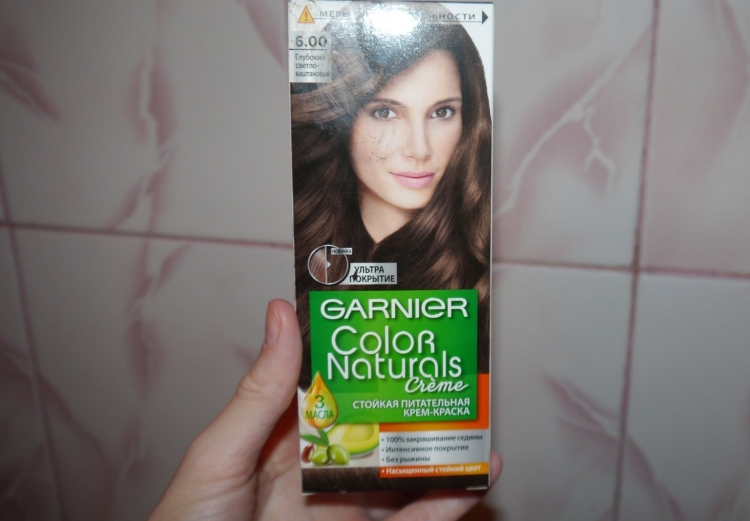 6.00
Глубокий
светло-
каштановый
НОВИНКА
УЛЬТРА
ПОКРЫТИЕ
GARNIER
Color
Naturals
Crème
СТОЙКАЯ ПИТАТЕЛЬНАЯ
КРЕМ-КРАСКА
3
МАСЛА
• 100% закрашивание седины
• Интенсивное покрытие
• Без рыжины
• Насыщенный стойкий цвет